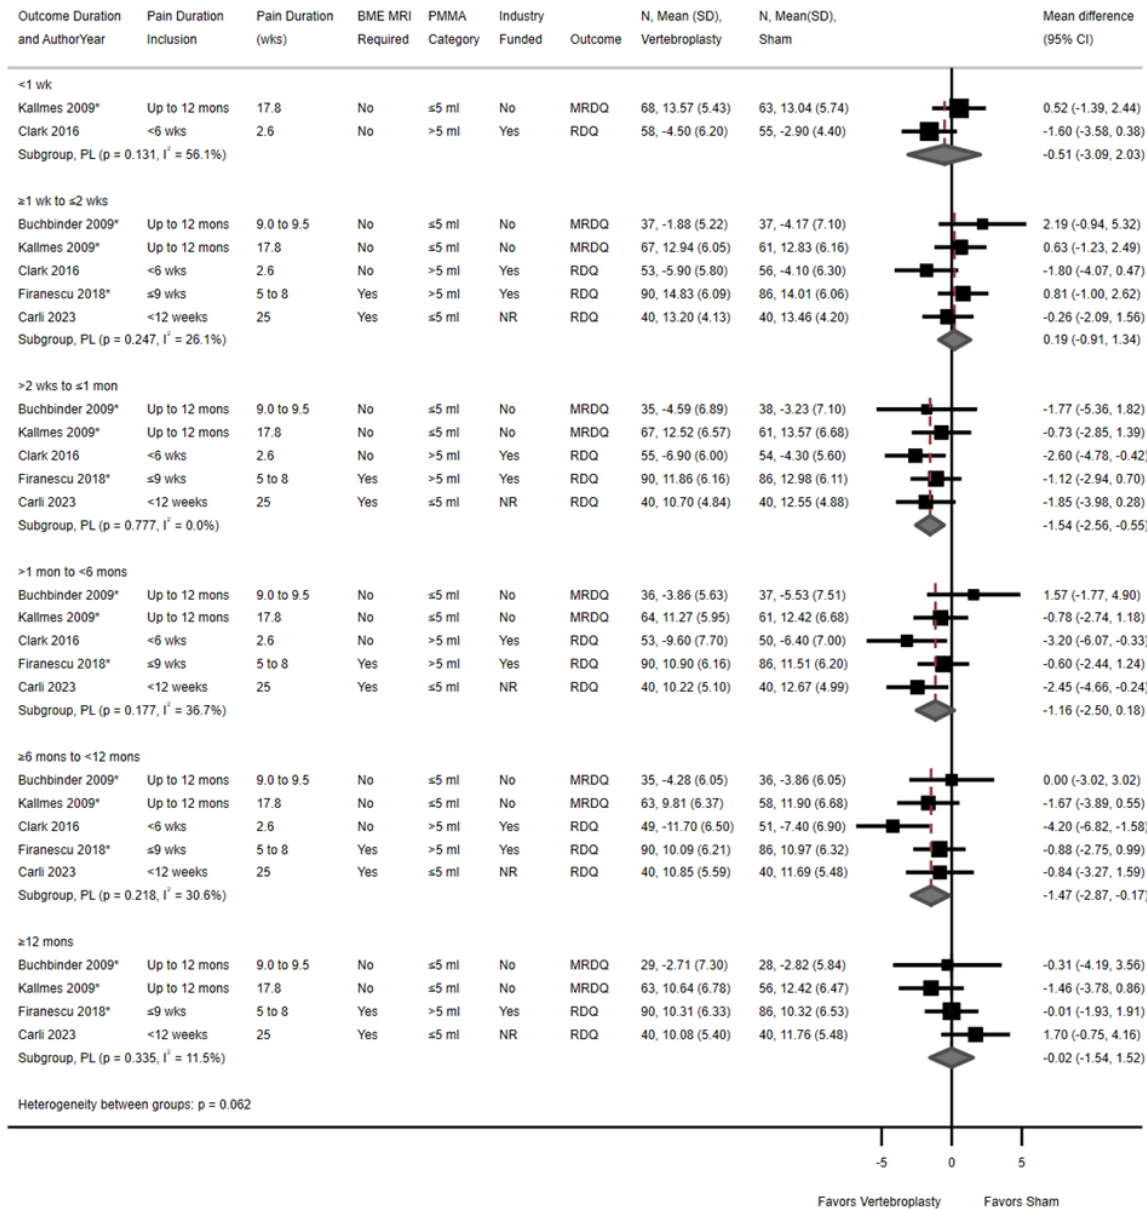 Outcome Duration and AuthorYear	Pain Duration Inclusion	Pain Duration (wks)	BME MRI Required	PMMA Category	Industry Funded	Outcome	N, Mean (SD), Vertebroplasty	N, Mean(SD), Sham	Mean difference (95% CI)
<1 wk
Kallmes 2009* Up to 12 mons 17.8 No ≤5 ml No MRDQ 68, 13.57 (5.43) 63, 13.04 (5.74) 0.52 (-1.39, 2.44)
Clark 2016 <6 wks 2.6 No >5 ml Yes RDQ 58, -4.50 (6.20) 55, -2.90 (4.40) -1.60 (-3.58, 0.38)
Subgroup, PL (p = 0.131, I² = 56.1%) -0.51 (-3.09, 2.03)
≥1 wk to ≤2 wks
Buchbinder 2009* Up to 12 mons 9.0 to 9.5 No ≤5 ml No MRDQ 37, -1.88 (5.22) 37, -4.17 (7.10) 2.19 (-0.94, 5.32)
Kallmes 2009* Up to 12 mons 17.8 No ≤5 ml No MRDQ 67, 12.94 (6.05) 61, 12.83 (6.16) 0.63 (-1.23, 2.49)
Clark 2016 <6 wks 2.6 No >5 ml Yes RDQ 53, -5.90 (5.80) 56, -4.10 (6.30) -1.80 (-4.07, 0.47)
Firanescu 2018* ≤9 wks 5 to 8 Yes >5 ml Yes RDQ 90, 14.83 (6.09) 86, 14.01 (6.06) 0.81 (-1.00, 2.62)
Carli 2023 <12 weeks 25 Yes ≤5 ml NR RDQ 40, 13.20 (4.13) 40, 13.46 (4.20) -0.26 (-2.09, 1.56)
Subgroup, PL (p = 0.247, I² = 26.1%) 0.19 (-0.91, 1.34)
>2 wks to ≤1 mon
Buchbinder 2009* Up to 12 mons 9.0 to 9.5 No ≤5 ml No MRDQ 35, -4.59 (6.89) 38, -3.23 (7.10) -1.77 (-5.36, 1.82)
Kallmes 2009* Up to 12 mons 17.8 No ≤5 ml No MRDQ 67, 12.52 (6.57) 61, 13.57 (6.68) -0.73 (-2.85, 1.39)
Clark 2016 <6 wks 2.6 No >5 ml Yes RDQ 55, -6.90 (6.00) 54, -4.30 (5.60) -2.60 (-4.78, -0.42)
Firanescu 2018* ≤9 wks 5 to 8 Yes >5 ml Yes RDQ 90, 11.86 (6.16) 86, 12.98 (6.11) -1.12 (-2.94, 0.70)
Carli 2023 <12 weeks 25 Yes ≤5 ml NR RDQ 40, 10.70 (4.84) 40, 12.55 (4.88) -1.85 (-3.98, 0.28)
Subgroup, PL (p = 0.777, I² = 0.0%) -1.54 (-2.56, -0.55)
>1 mon to <6 mons
Buchbinder 2009* Up to 12 mons 9.0 to 9.5 No ≤5 ml No MRDQ 36, -3.86 (5.63) 37, -5.53 (7.51) 1.57 (-1.77, 4.90)
Kallmes 2009* Up to 12 mons 17.8 No ≤5 ml No MRDQ 64, 11.27 (5.95) 61, 12.42 (6.68) -0.78 (-2.74, 1.18)
Clark 2016 <6 wks 2.6 No >5 ml Yes RDQ 53, -9.60 (7.70) 50, -6.40 (7.00) -3.20 (-6.07, -0.33)
Firanescu 2018* ≤9 wks 5 to 8 Yes >5 ml Yes RDQ 90, 10.90 (6.16) 86, 11.51 (6.20) -0.60 (-2.44, 1.24)
Carli 2023 <12 weeks 25 Yes ≤5 ml NR RDQ 40, 10.22 (5.10) 40, 12.67 (4.99) -2.45 (-4.66, -0.24)
Subgroup, PL (p = 0.177, I² = 36.7%) -1.16 (-2.50, 0.18)
≥6 mons to <12 mons
Buchbinder 2009* Up to 12 mons 9.0 to 9.5 No ≤5 ml No MRDQ 35, -4.28 (6.05) 36, -3.86 (6.05) 0.00 (-3.02, 3.02)
Kallmes 2009* Up to 12 mons 17.8 No ≤5 ml No MRDQ 63, 9.81 (6.37) 58, 11.90 (6.68) -1.67 (-3.89, 0.55)
Clark 2016 <6 wks 2.6 No >5 ml Yes RDQ 49, -11.70 (6.50) 51, -7.40 (6.90) -4.20 (-6.82, -1.58)
Firanescu 2018* ≤9 wks 5 to 8 Yes >5 ml Yes RDQ 90, 10.09 (6.21) 86, 10.97 (6.32) -0.88 (-2.75, 0.99)
Carli 2023 <12 weeks 25 Yes ≤5 ml NR RDQ 40, 10.85 (5.59) 40, 11.69 (5.48) -0.84 (-3.27, 1.59)
Subgroup, PL (p = 0.218, I² = 30.6%) -1.47 (-2.87, -0.17)
≥12 mons
Buchbinder 2009* Up to 12 mons 9.0 to 9.5 No ≤5 ml No MRDQ 29, -2.71 (7.30) 28, -2.82 (5.84) -0.31 (-4.19, 3.56)
Kallmes 2009* Up to 12 mons 17.8 No ≤5 ml No MRDQ 63, 10.64 (6.78) 56, 12.42 (6.47) -1.46 (-3.78, 0.86)
Firanescu 2018* ≤9 wks 5 to 8 Yes >5 ml Yes RDQ 90, 10.31 (6.33) 86, 10.32 (6.53) -0.01 (-1.93, 1.91)
Carli 2023 <12 weeks 25 Yes ≤5 ml NR RDQ 40, 10.08 (5.40) 40, 11.76 (5.48) 1.70 (-0.75, 4.16)
Subgroup, PL (p = 0.335, I² = 11.5%) -0.02 (-1.54, 1.52)
Heterogeneity between groups: p = 0.062
-5 0 5
Favors Vertebroplasty Favors Sham